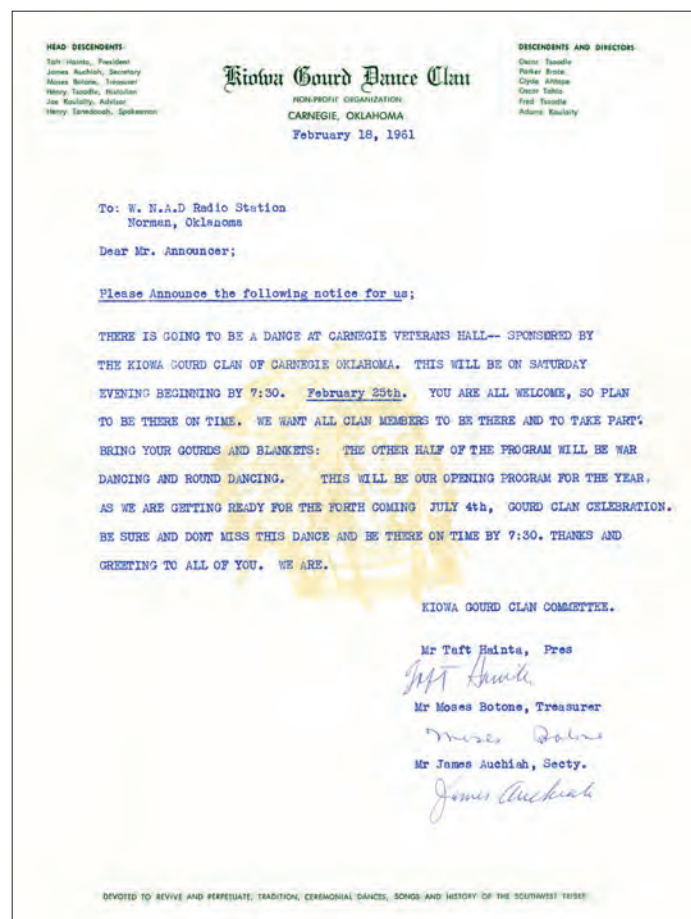 HEAD DESCENDENTS
Taft Hainta, President
James Auchiah, Secretary
Moses Botone, Treasurer
Henry Tsoodle, Historian
Joe Koulaity, Advisor
Henry Tanedooah, Spokesman
Kiowa Gourd Dance Clan
NON-PROFIT ORGANIZATION
CARNEGIE, OKLAHOMA
February 18, 1961
DESCENDENTS AND DIRECTORS
Oscar Tsoodle
Parker
Clyde Ahtape
Oscar
Fred Tsoodle
Adams Koulaity
To: W. N.A.D Radio Station
Norman, Oklahoma
Dear Mr. Announcer;
Please Announce the following notice for us;
THERE IS GOING TO BE A DANCE AT CARNEGIE VETERANS HALL-- SPONSERED BY
THE KIOWA GOURD CLAN OF CARNEGIE OKLAHOMA. THIS WILL BE ON SATURDAY
EVENING BEGINNING BY 7:30. February 25th. YOU ARE ALL WELCOME, SO PLAN
TO BE THERE ON TIME. WE WANT ALL CLAN MEMBERS TO BE THERE AND TO TAKE PART.
BRING YOUR GOURDS AND BLANKETS: THE OTHER HALF OF THE PROGRAM WILL BE WAR
DANCING AND ROUND DANCING. THIS WILL BE OUR OPENING PROGRAM FOR THE YEAR.
AS WE ARE GETTING READY FOR THE FORTH COMING JULY 4th, GOURD CLAN CELEBRATION.
BE SURE AND DONT MISS THIS DANCE AND BE THERE ON TIME BY 7:30. THANKS AND
GREETING TO ALL OF YOU. WE ARE.
KIOWA GOURD CLAN COMMETTEE.
Mr Taft Hainta, Pres
Taft Hainta
Mr Moses Botone, Treasurer
Moses Botone
Mr James Auchiah, Secty.
James Auchiah
DEVOTED TO REVIVE AND PERPETUATE, TRADITION, CEREMONIAL DANCES, SONGS AND HISTORY OF THE SOUTHWEST TRIBES